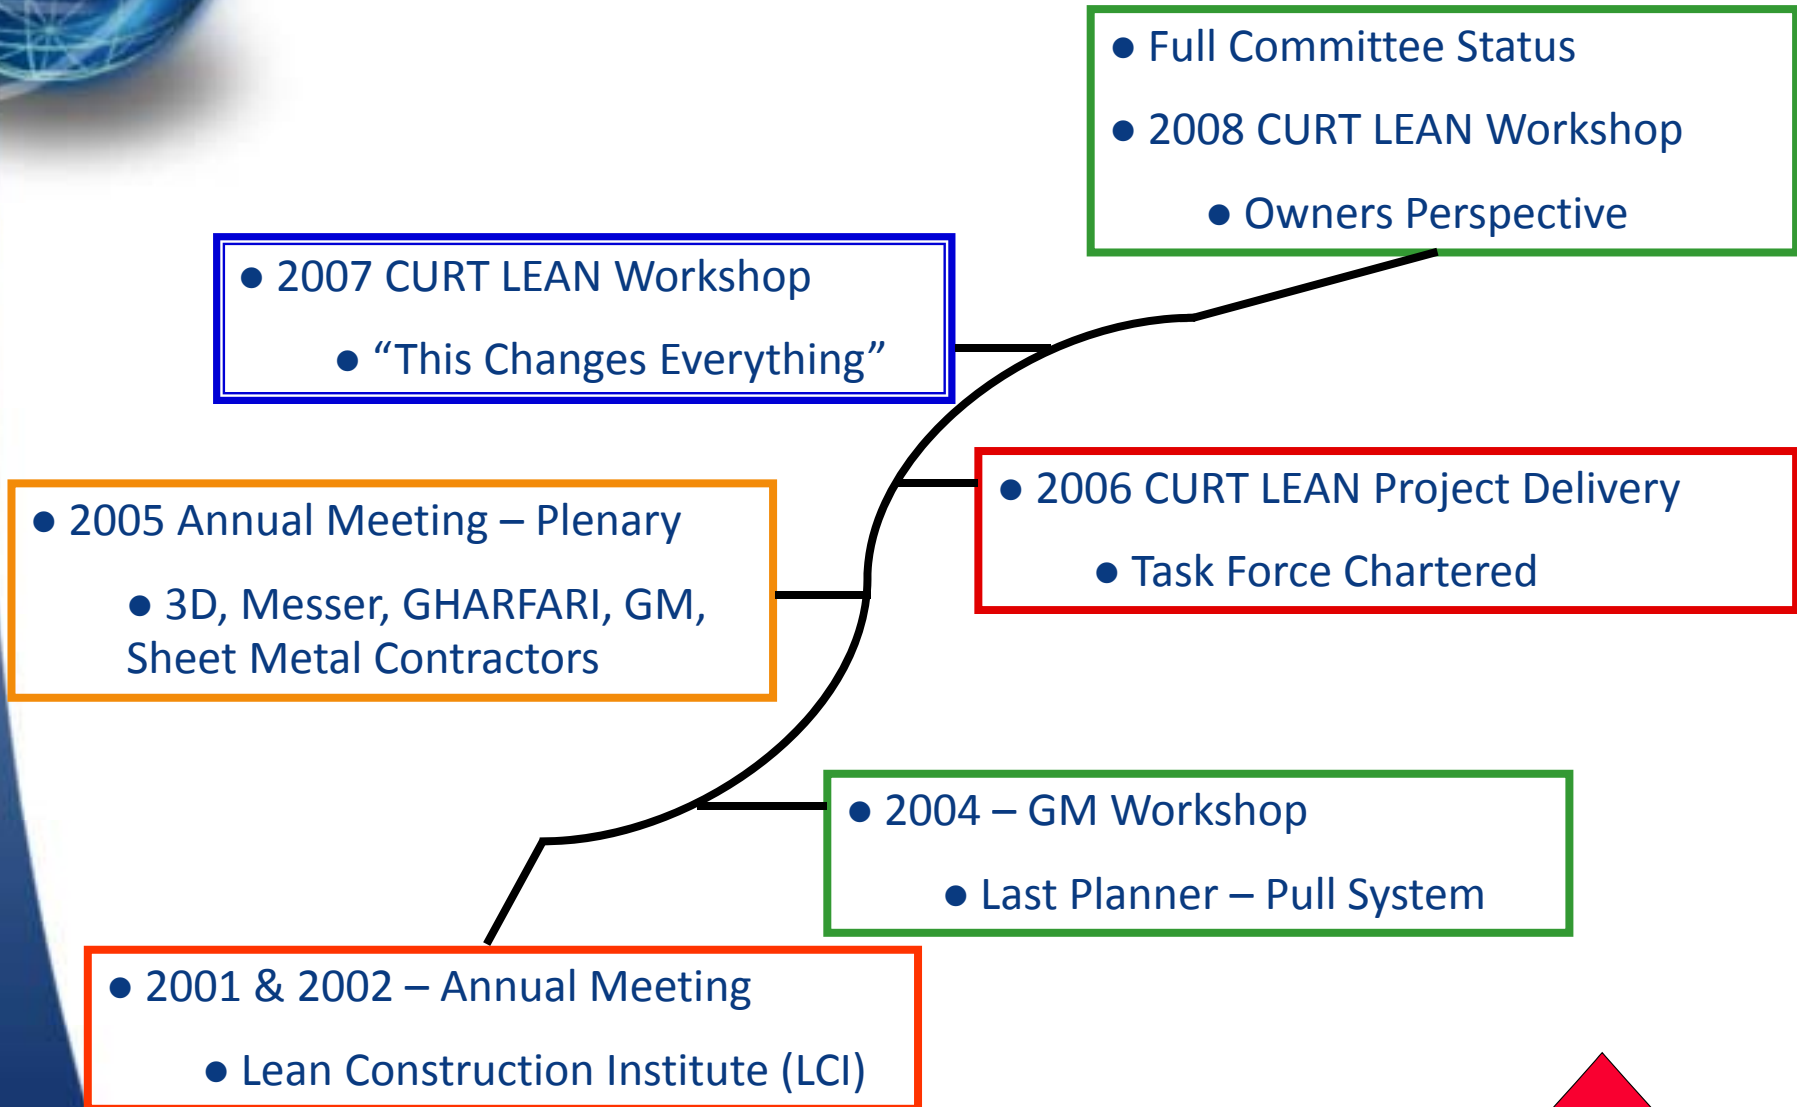 ● Full Committee Status
● 2008 CURT LEAN Workshop
● Owners Perspective
● 2007 CURT LEAN Workshop
● “This Changes Everything”
● 2006 CURT LEAN Project Delivery
● Task Force Chartered
● 2005 Annual Meeting – Plenary
● 3D, Messer, GHARFARI, GM,
Sheet Metal Contractors
● 2004 – GM Workshop
● Last Planner – Pull System
● 2001 & 2002 – Annual Meeting
● Lean Construction Institute (LCI)